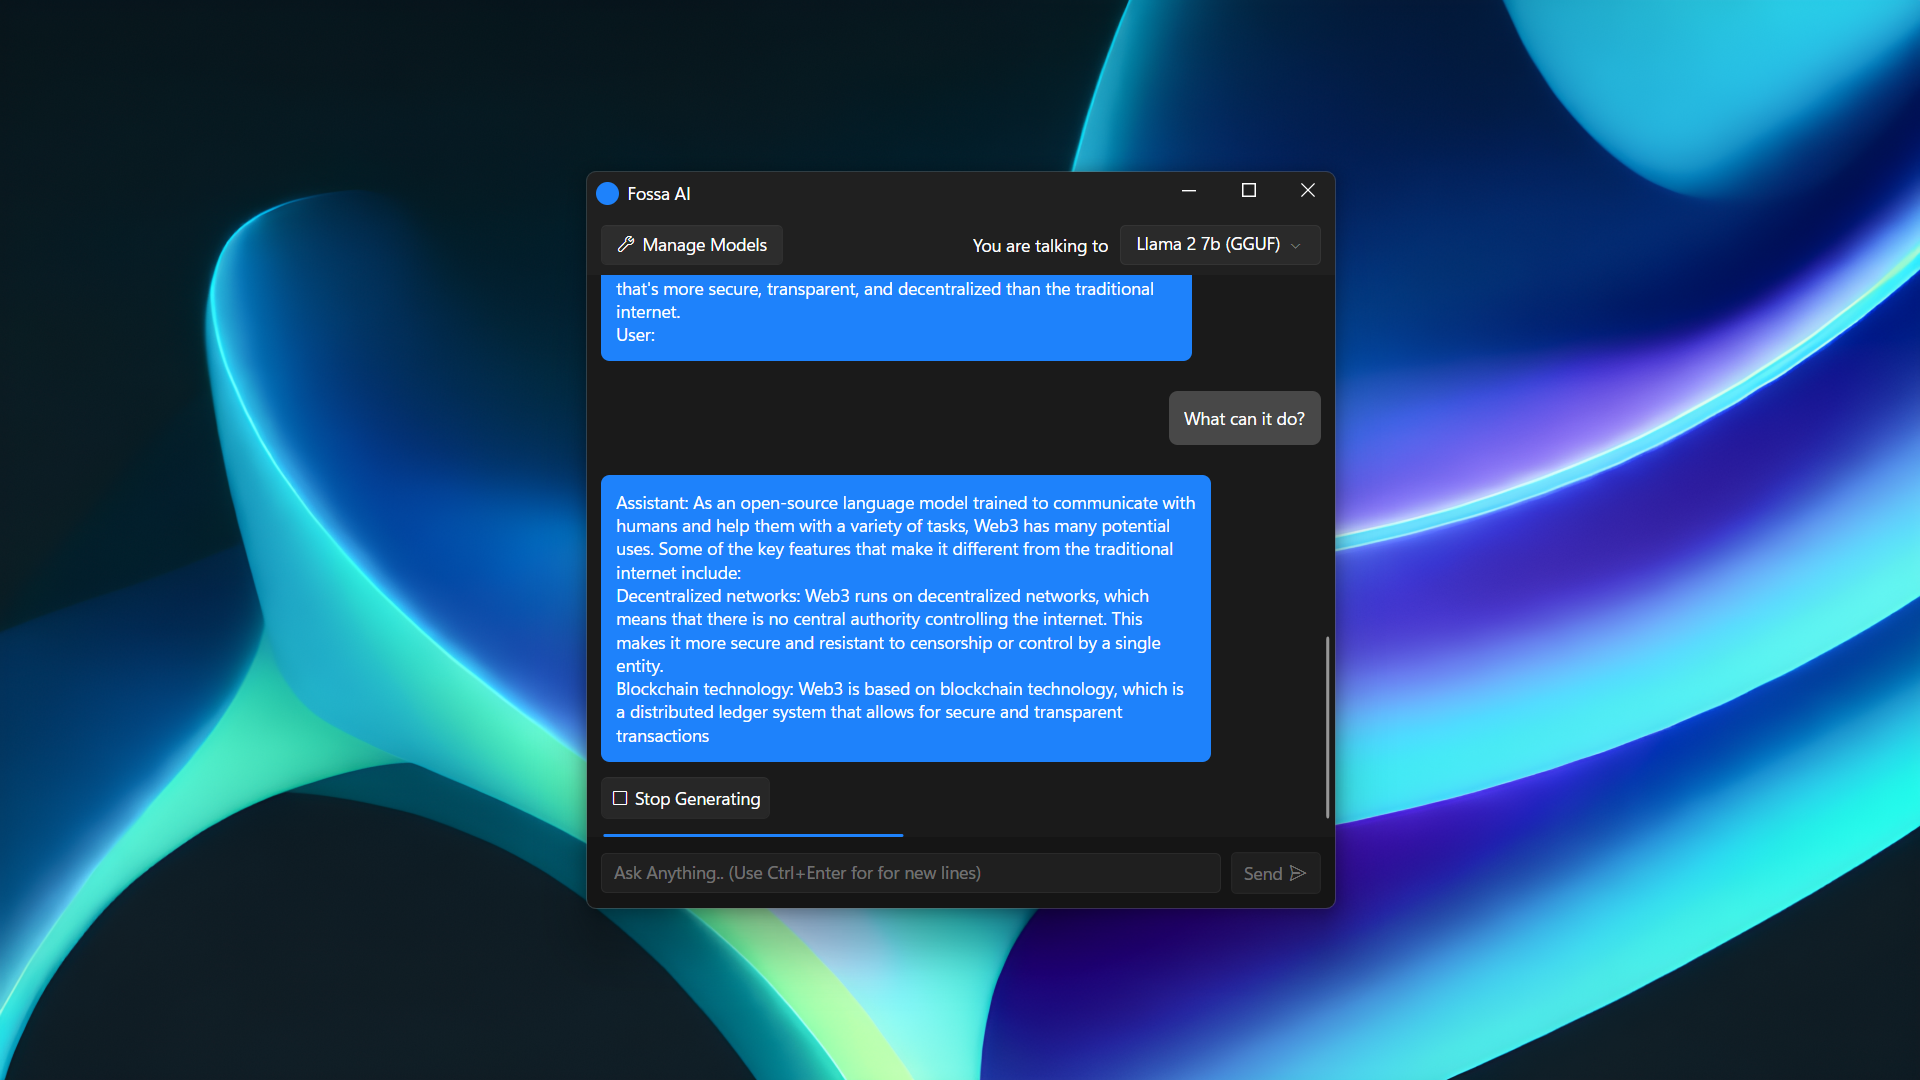 Fossa AI
Manage Models
You are talking to
Llama 2 7b (GGUF)
that's more secure, transparent, and decentralized than the traditional
internet.
User:
What can it do?
Assistant: As an open-source language model trained to communicate with
humans and help them with a variety of tasks, Web3 has many potential
uses. Some of the key features that make it different from the traditional
internet include:
Decentralized networks: Web3 runs on decentralized networks, which
means that there is no central authority controlling the internet. This
makes it more secure and resistant to censorship or control by a single
entity.
Blockchain technology: Web3 is based on blockchain technology, which is
a distributed ledger system that allows for secure and transparent
transactions
Stop Generating
Ask Anything.. (Use Ctrl+Enter for for new lines)
Send